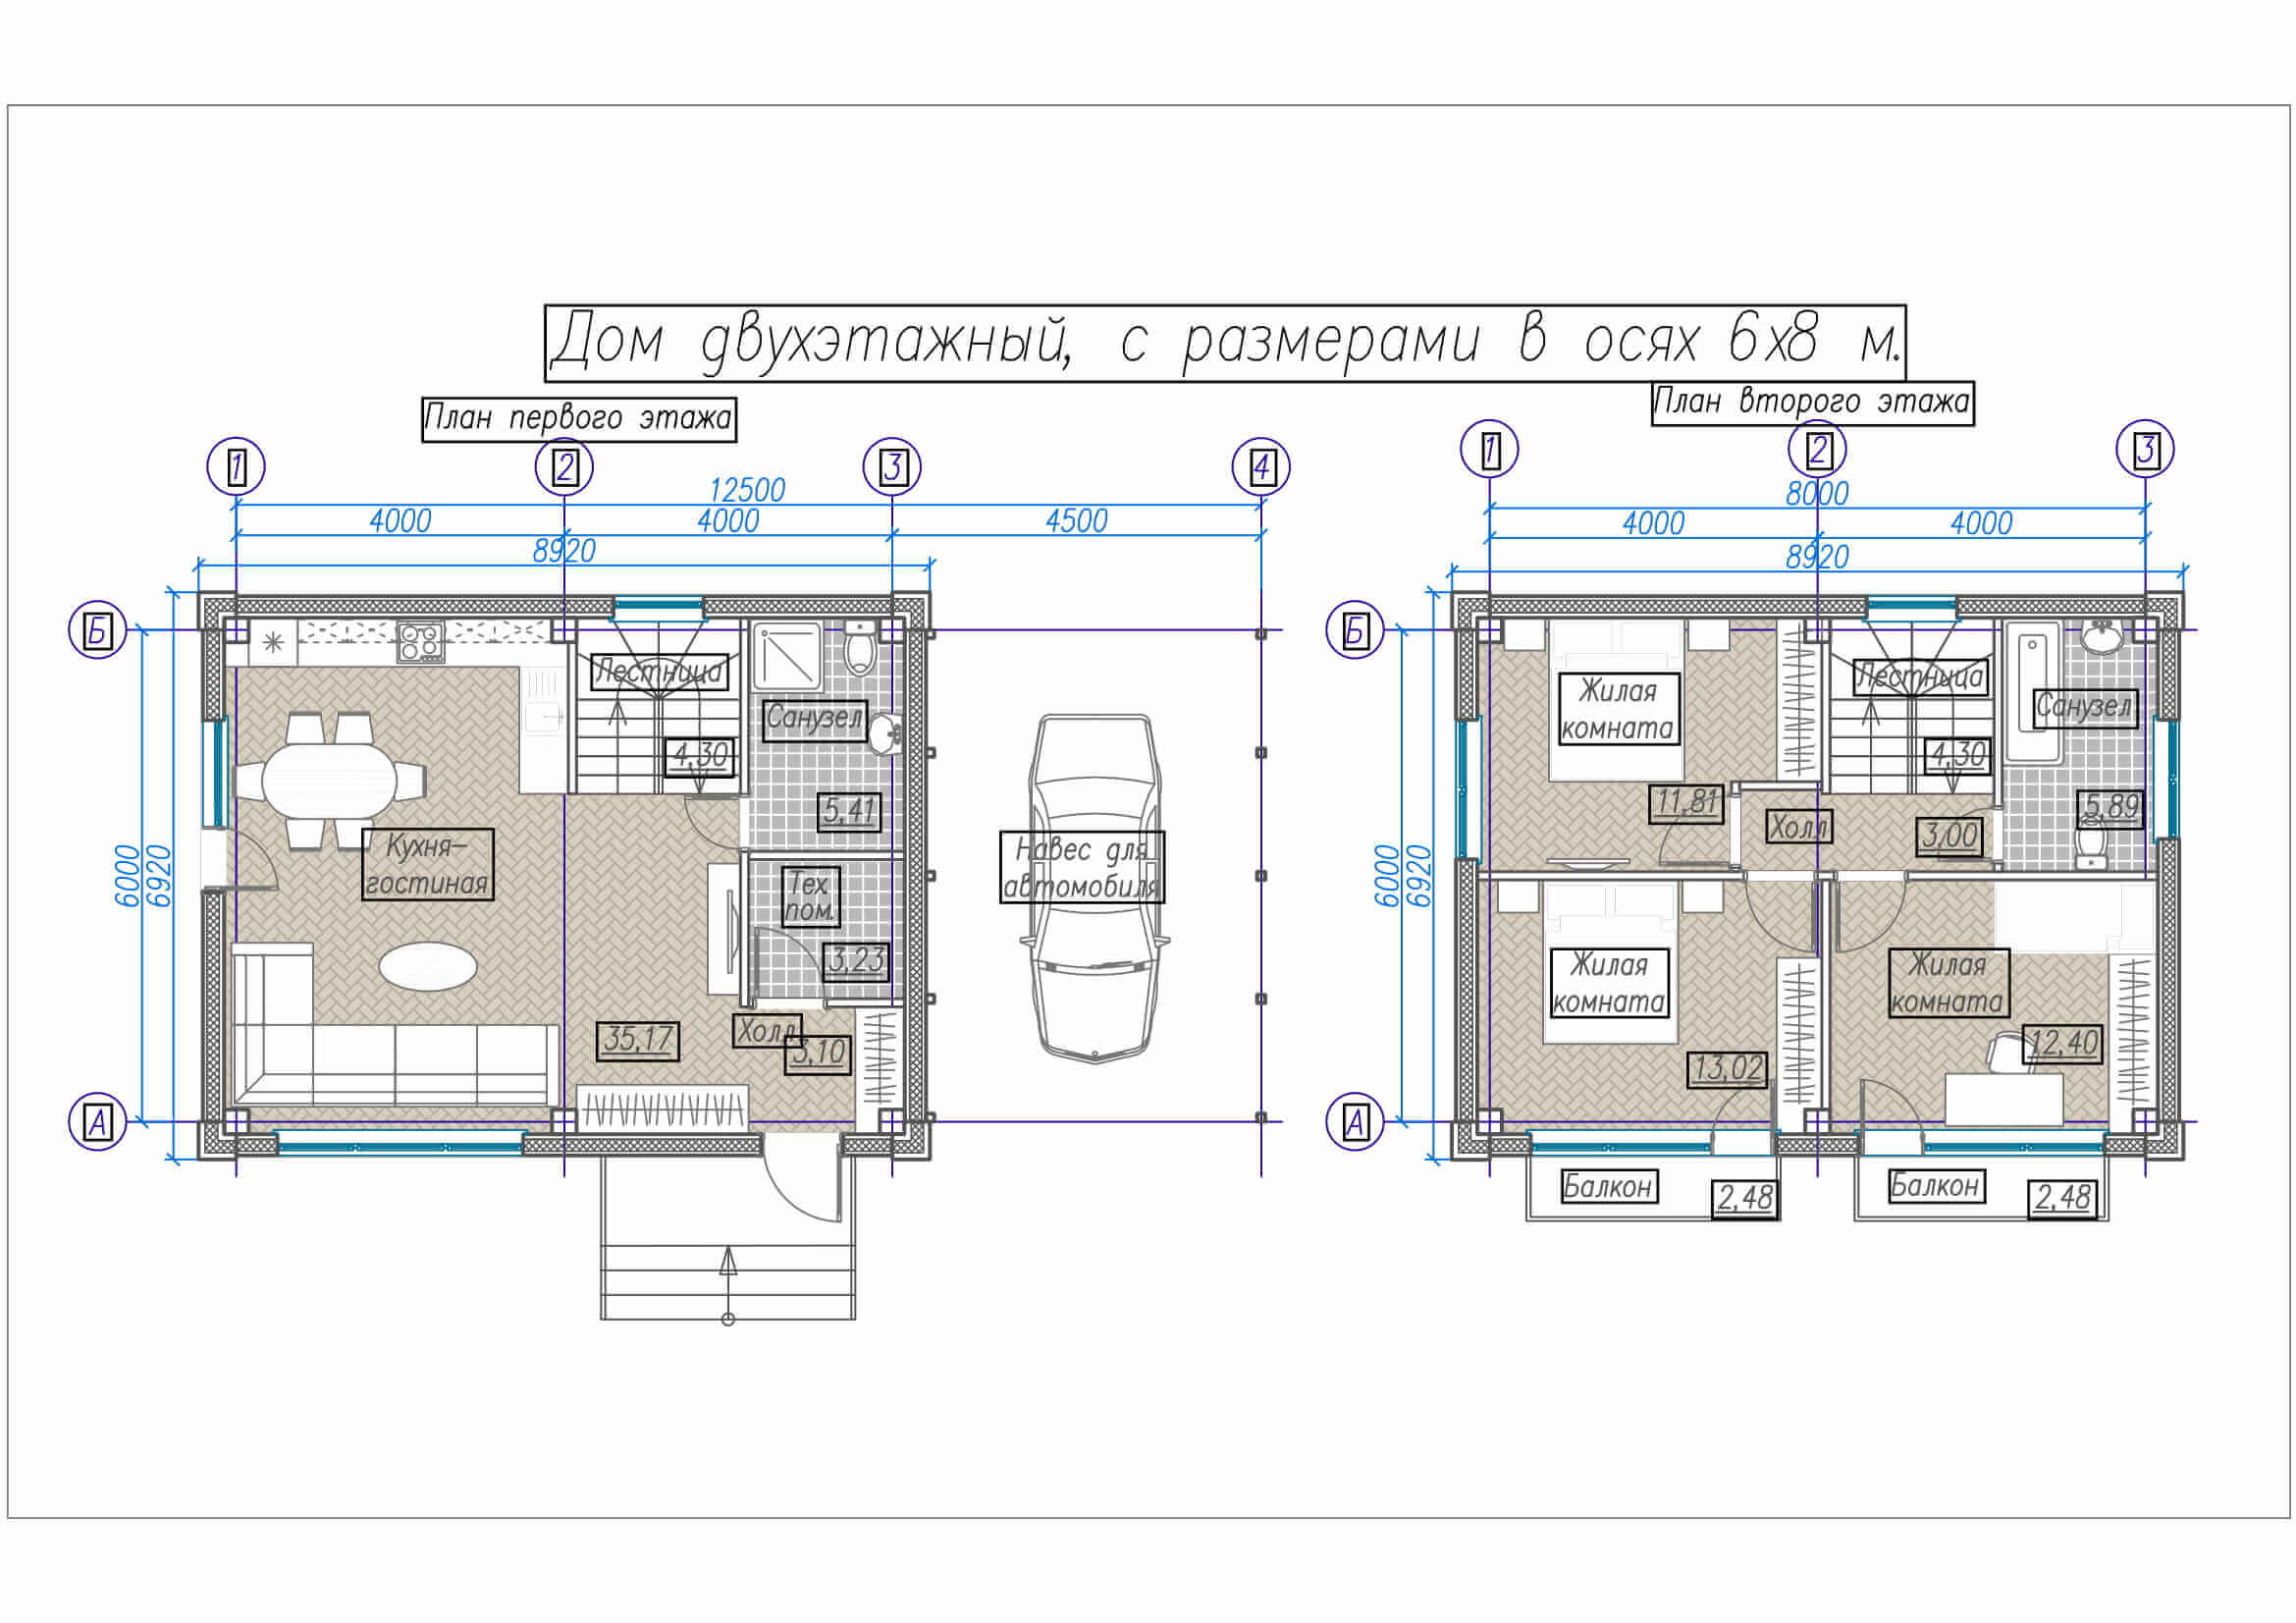 Дом двухэтажный, с размерами в осях 6х8 м.
План первого этажа
1
2
3
4
12500
4000
4000
4500
8920
Б
А
6000
6920
Лестница
4,30
Санузел
5,41
Кухня-
гостиная
35,17
Тех.
пом.
3,23
Холл
3,10
Навес для
автомобиля
План второго этажа
1
2
3
8000
4000
4000
8920
Б
А
6000
6920
Жилая
комната
11,81
Лестница
4,30
Санузел
5,89
Холл
3,00
Жилая
комната
13,02
Жилая
комната
12,40
Балкон
2,48
Балкон
2,48